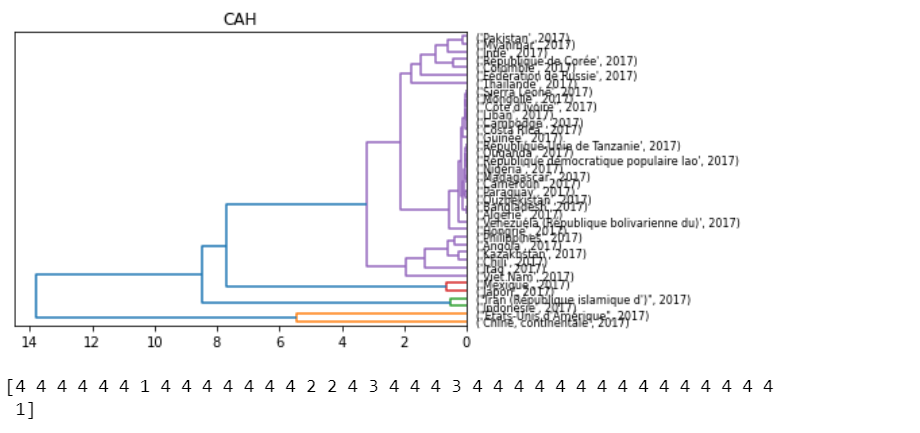 CAH
('Pakistan', 2017)
('Myanmar', 2017)
('Inde', 2017)
('République de Corée', 2017)
('Colombie', 2017)
('Fédération de Russie', 2017)
('Thaïlande', 2017)
('Sierra Leone', 2017)
('Mongolie', 2017)
("Côte d'Ivoire", 2017)
('Liban', 2017)
('Cambodge', 2017)
('Costa Rica', 2017)
('Guinée', 2017)
('République-Unie de Tanzanie', 2017)
('Ouganda', 2017)
('République démocratique populaire lao', 2017)
('Nigéria', 2017)
('Madagascar', 2017)
('Cameroun', 2017)
('Paraguay', 2017)
('Ouzbékistan', 2017)
('Bangladesh', 2017)
('Algérie', 2017)
('Venezuela (République bolivarienne du)', 2017)
('Hongrie', 2017)
('Philippines', 2017)
('Angola', 2017)
('Kazakhstan', 2017)
('Chili', 2017)
('Iraq', 2017)
('Viet Nam', 2017)
('Mexique', 2017)
('Japon', 2017)
("Iran (République islamique d')", 2017)
('Indonésie', 2017)
("États-Unis d'Amérique", 2017)
('Chine, continentale', 2017)
14 12 10 8 6 4 2 0
[4 4 4 4 4 4 1 4 4 4 4 4 4 4 2 2 4 3 4 4 4 3 4 4 4 4 4 4 4 4 4 4 4 4 4 4 4
1]